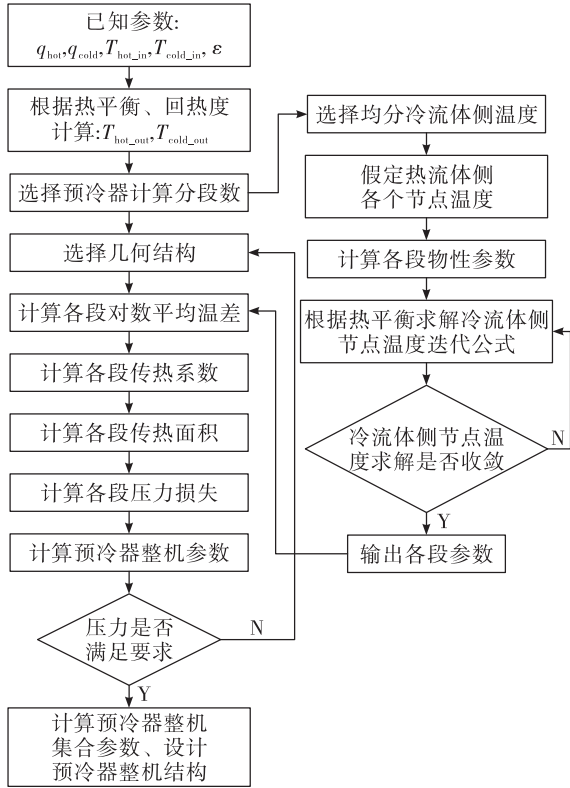 已知参数:
q_hot,q_cold,T_hot_in,T_cold_in, ε
根据热平衡、回热度
计算:T_hot_out,T_cold_out
选择预冷器计算分段数
选择几何结构
计算各段对数平均温差
计算各段传热系数
计算各段传热面积
计算各段压力损失
计算预冷器整机参数
压力是否
满足要求
N
Y
计算预冷器整机
集合参数、设计
预冷器整机结构
选择均分冷流体侧温度
假定热流体侧
各个节点温度
计算各段物性参数
根据热平衡求解冷流体侧
节点温度迭代公式
冷流体侧节点温
度求解是否收敛
N
Y
输出各段参数